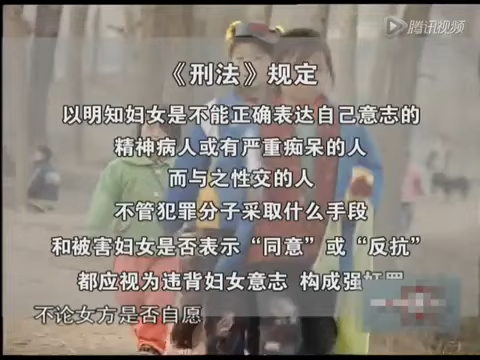 腾讯视频
《刑法》规定
以明知妇女是不能正确表达自己意志的
精神病人或有严重痴呆的人
而与之性交的人
不管犯罪分子采取什么手段
和被害妇女是否表示“同意”或“反抗”
都应视为违背妇女意志 构成强奸罪
不论女方是否自愿